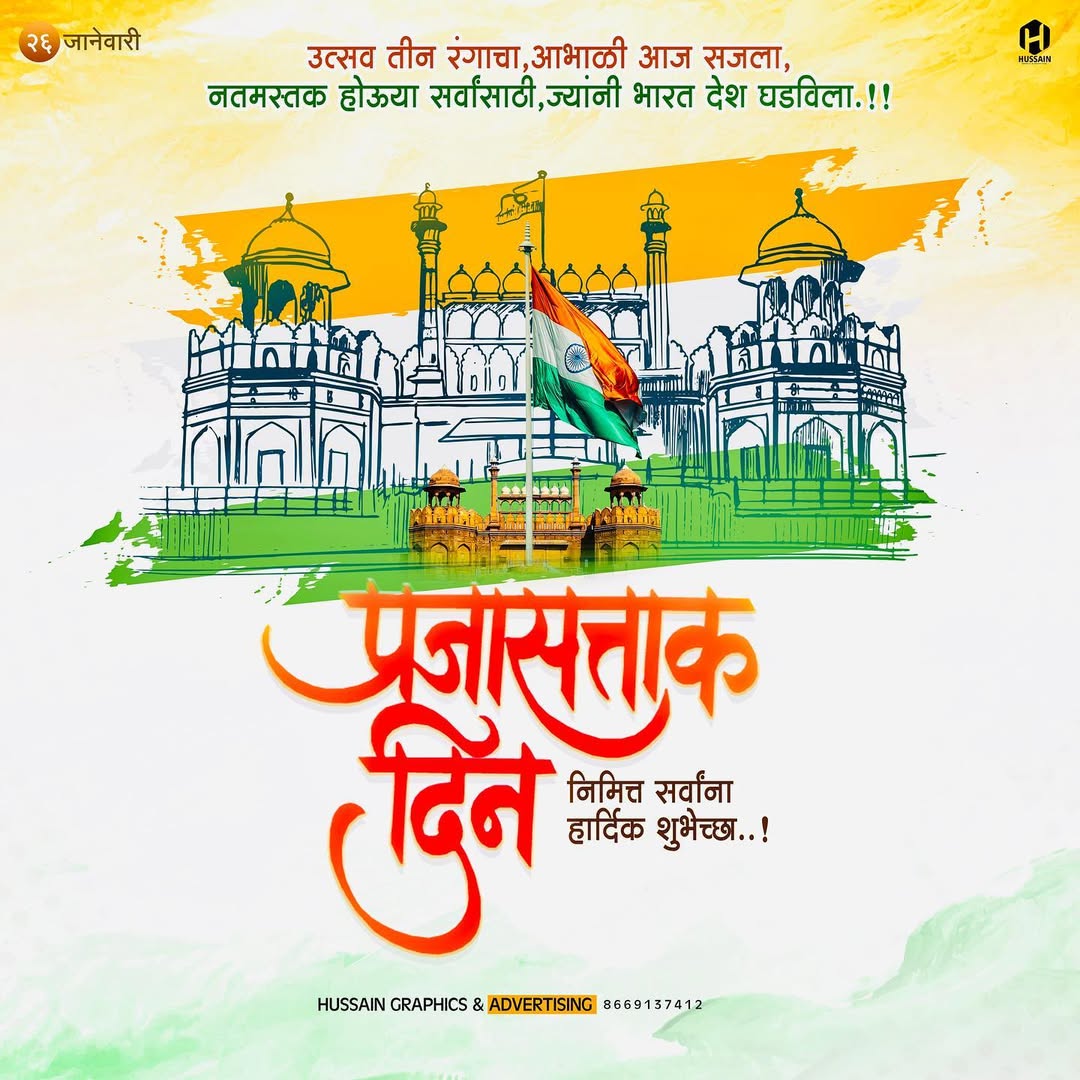 २६ जानेवारी
HUSSAIN
उत्सव तीन रंगाचा,आभाळी आज सजला,
नतमस्तक होऊया सर्वांसाठी,ज्यांनी भारत देश घडविला.!!
प्रजासत्ताक
दिन
निमित्त सर्वांना
हार्दिक शुभेच्छा..!
HUSSAIN GRAPHICS & ADVERTISING 8669137412